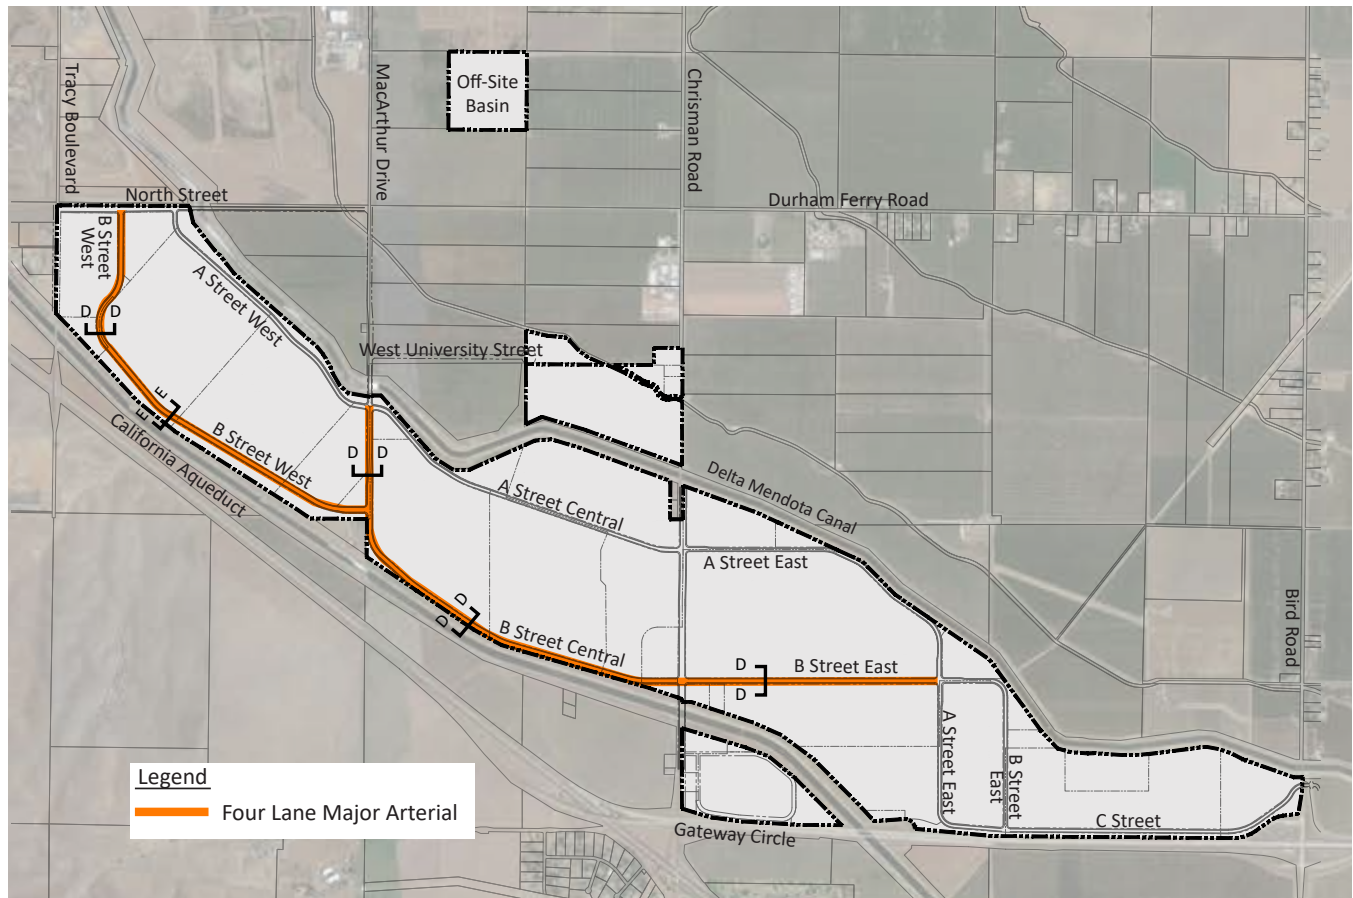 Off-Site
Basin
Tracy Boulevard
MacArthur Drive
Chrisman Road
North Street
Durham Ferry Road
B Street
West
A Street West
D
D
West University Street
E
E
California Aqueduct
B Street West
D
D
A Street Central
Delta Mendota Canal
A Street East
D
D
B Street Central
D
D
B Street East
Bird Road
A Street East
B Street
East
C Street
Gateway Circle
Legend
Four Lane Major Arterial